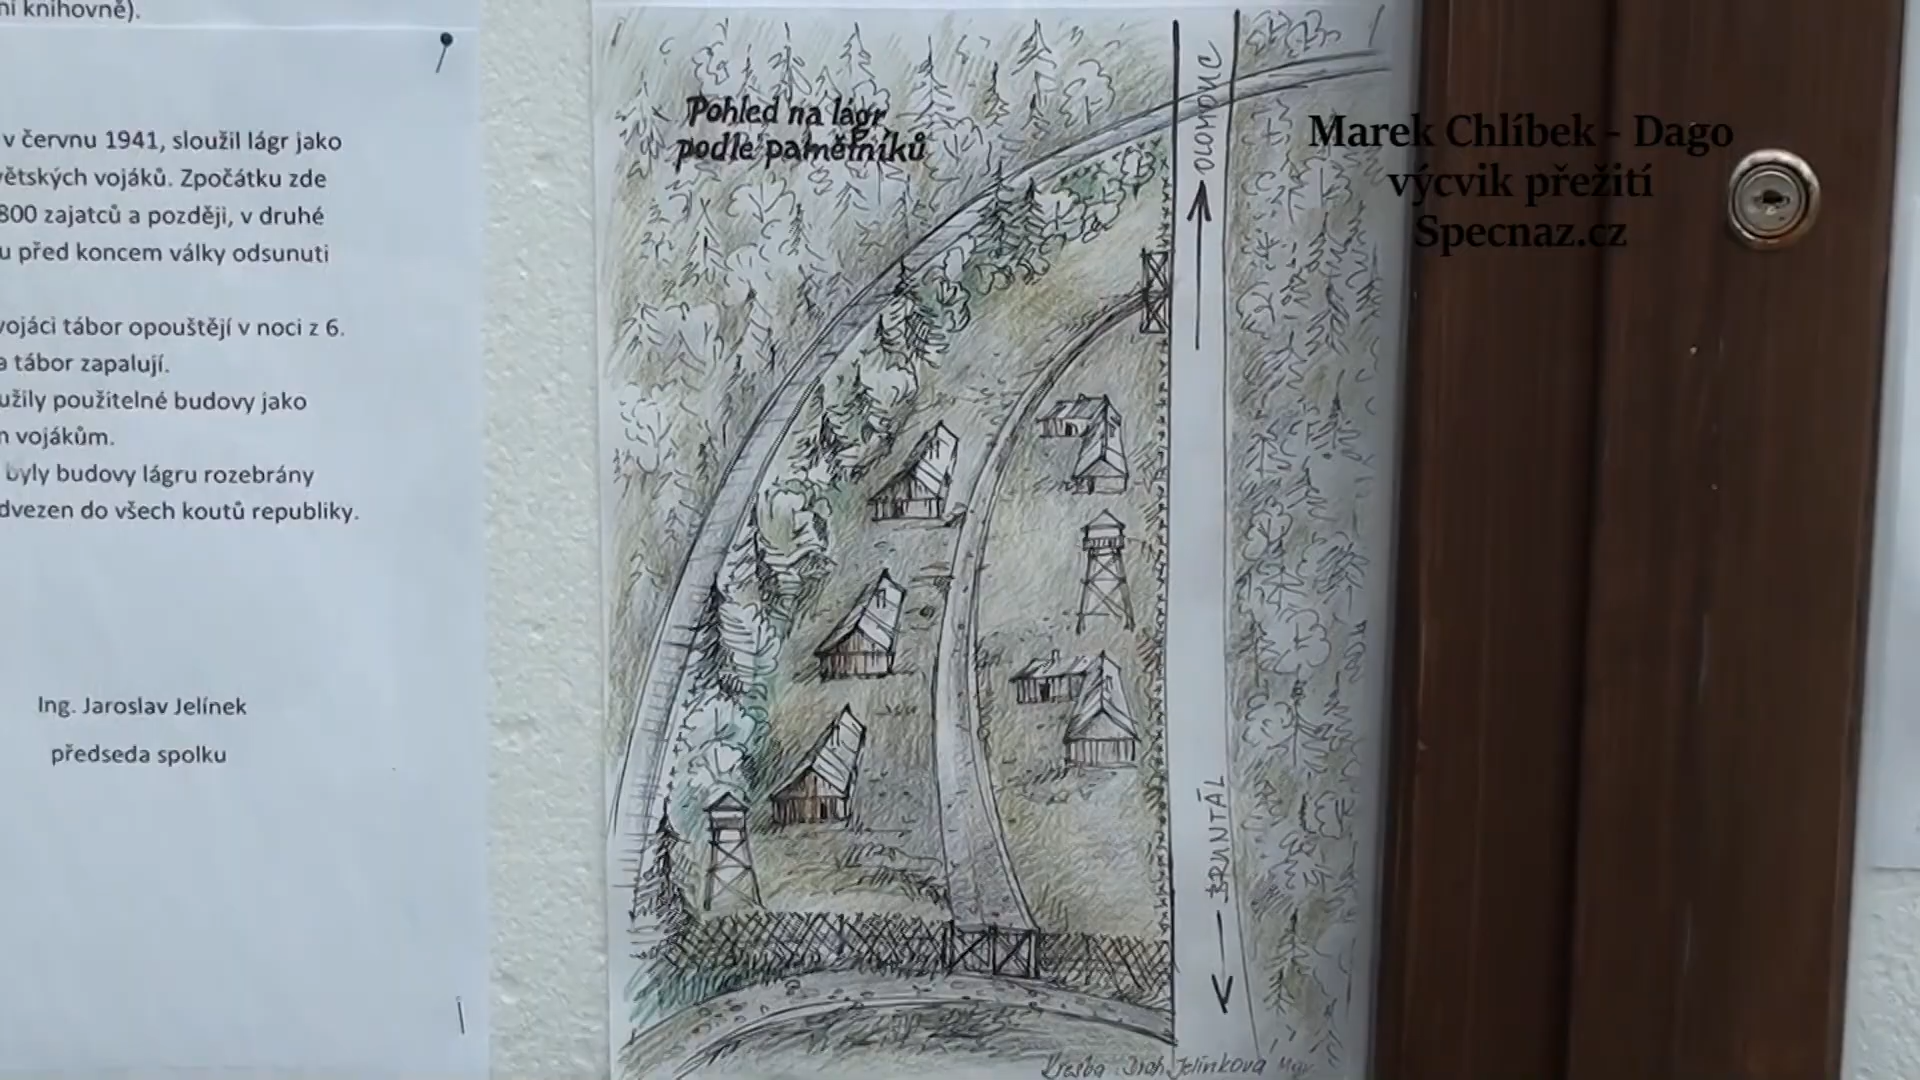 ní knihovně).
v červnu 1941, sloužil lágr jako
větských vojáků. Zpočátku zde
800 zajatců a později, v druhé
u před koncem války odsunuti
vojáci tábor opouštějí v noci z 6.
a tábor zapalují.
užily použitelné budovy jako
n vojákům.
byly budovy lágru rozebrány
dvezen do všech koutů republiky.
Ing. Jaroslav Jelínek
předseda spolku
Pohled na lágr
podle pamětníků
OLOMOUC
BRUNTÁL
Kresba Drah. Jelínková
Marek Chlíbek - Dago
výcvik přežití
Specnaz.cz